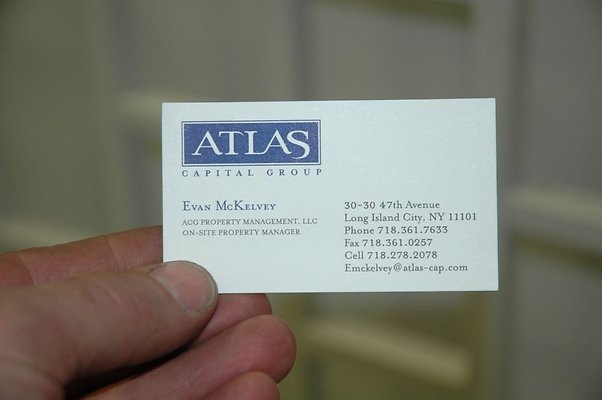 ATLAS
CAPITAL GROUP
Evan McKelvey
ACG PROPERTY MANAGEMENT, LLC
ON-SITE PROPERTY MANAGER
30-30 47th Avenue
Long Island City, NY 11101
Phone 718.361.7633
Fax 718.361.0257
Cell 718.278.2078
Emckelvey@atlas-cap.com